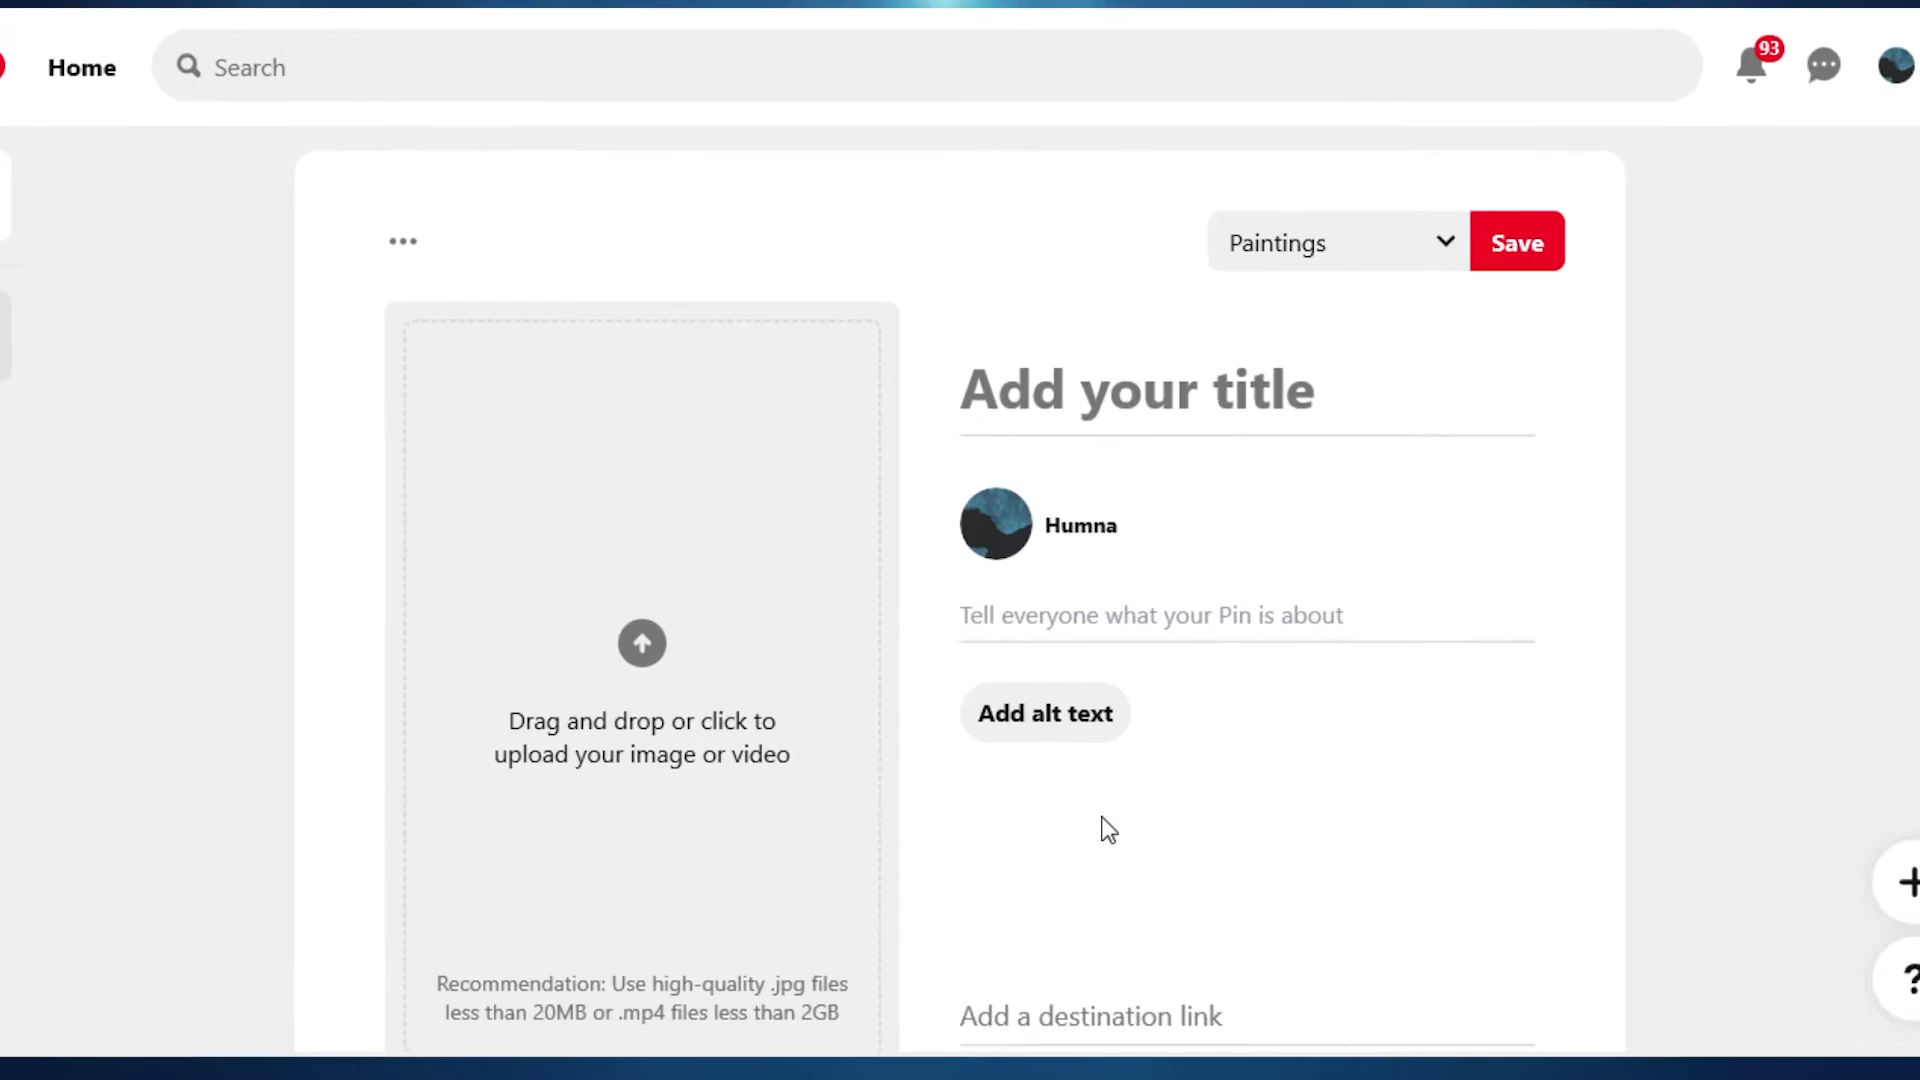 Home
Search
93
Paintings
Save
Add your title
Humna
Tell everyone what your Pin is about
Add alt text
Drag and drop or click to
upload your image or video
Recommendation: Use high-quality .jpg files
less than 20MB or .mp4 files less than 2GB
Add a destination link
+
?